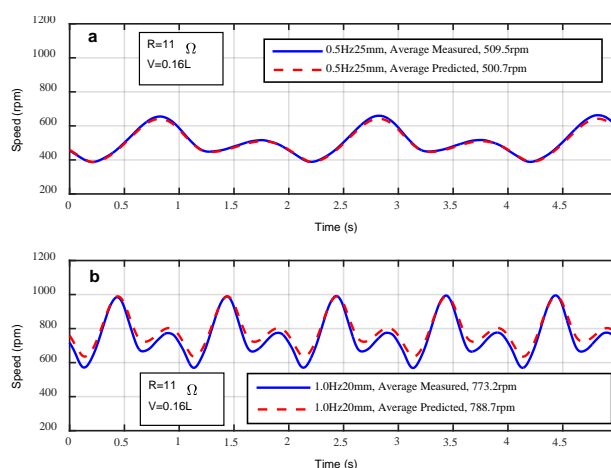 1200
a
R=11 Ω
V=0.16L
0.5Hz25mm, Average Measured, 509.5rpm
0.5Hz25mm, Average Predicted, 500.7rpm
1000
800
600
400
200
Speed (rpm)
0 0.5 1 1.5 2 2.5 3 3.5 4 4.5
Time (s)
1200
b
1000
800
600
400
200
Speed (rpm)
R=11 Ω
V=0.16L
1.0Hz20mm, Average Measured, 773.2rpm
1.0Hz20mm, Average Predicted, 788.7rpm
0 0.5 1 1.5 2 2.5 3 3.5 4 4.5
Time (s)